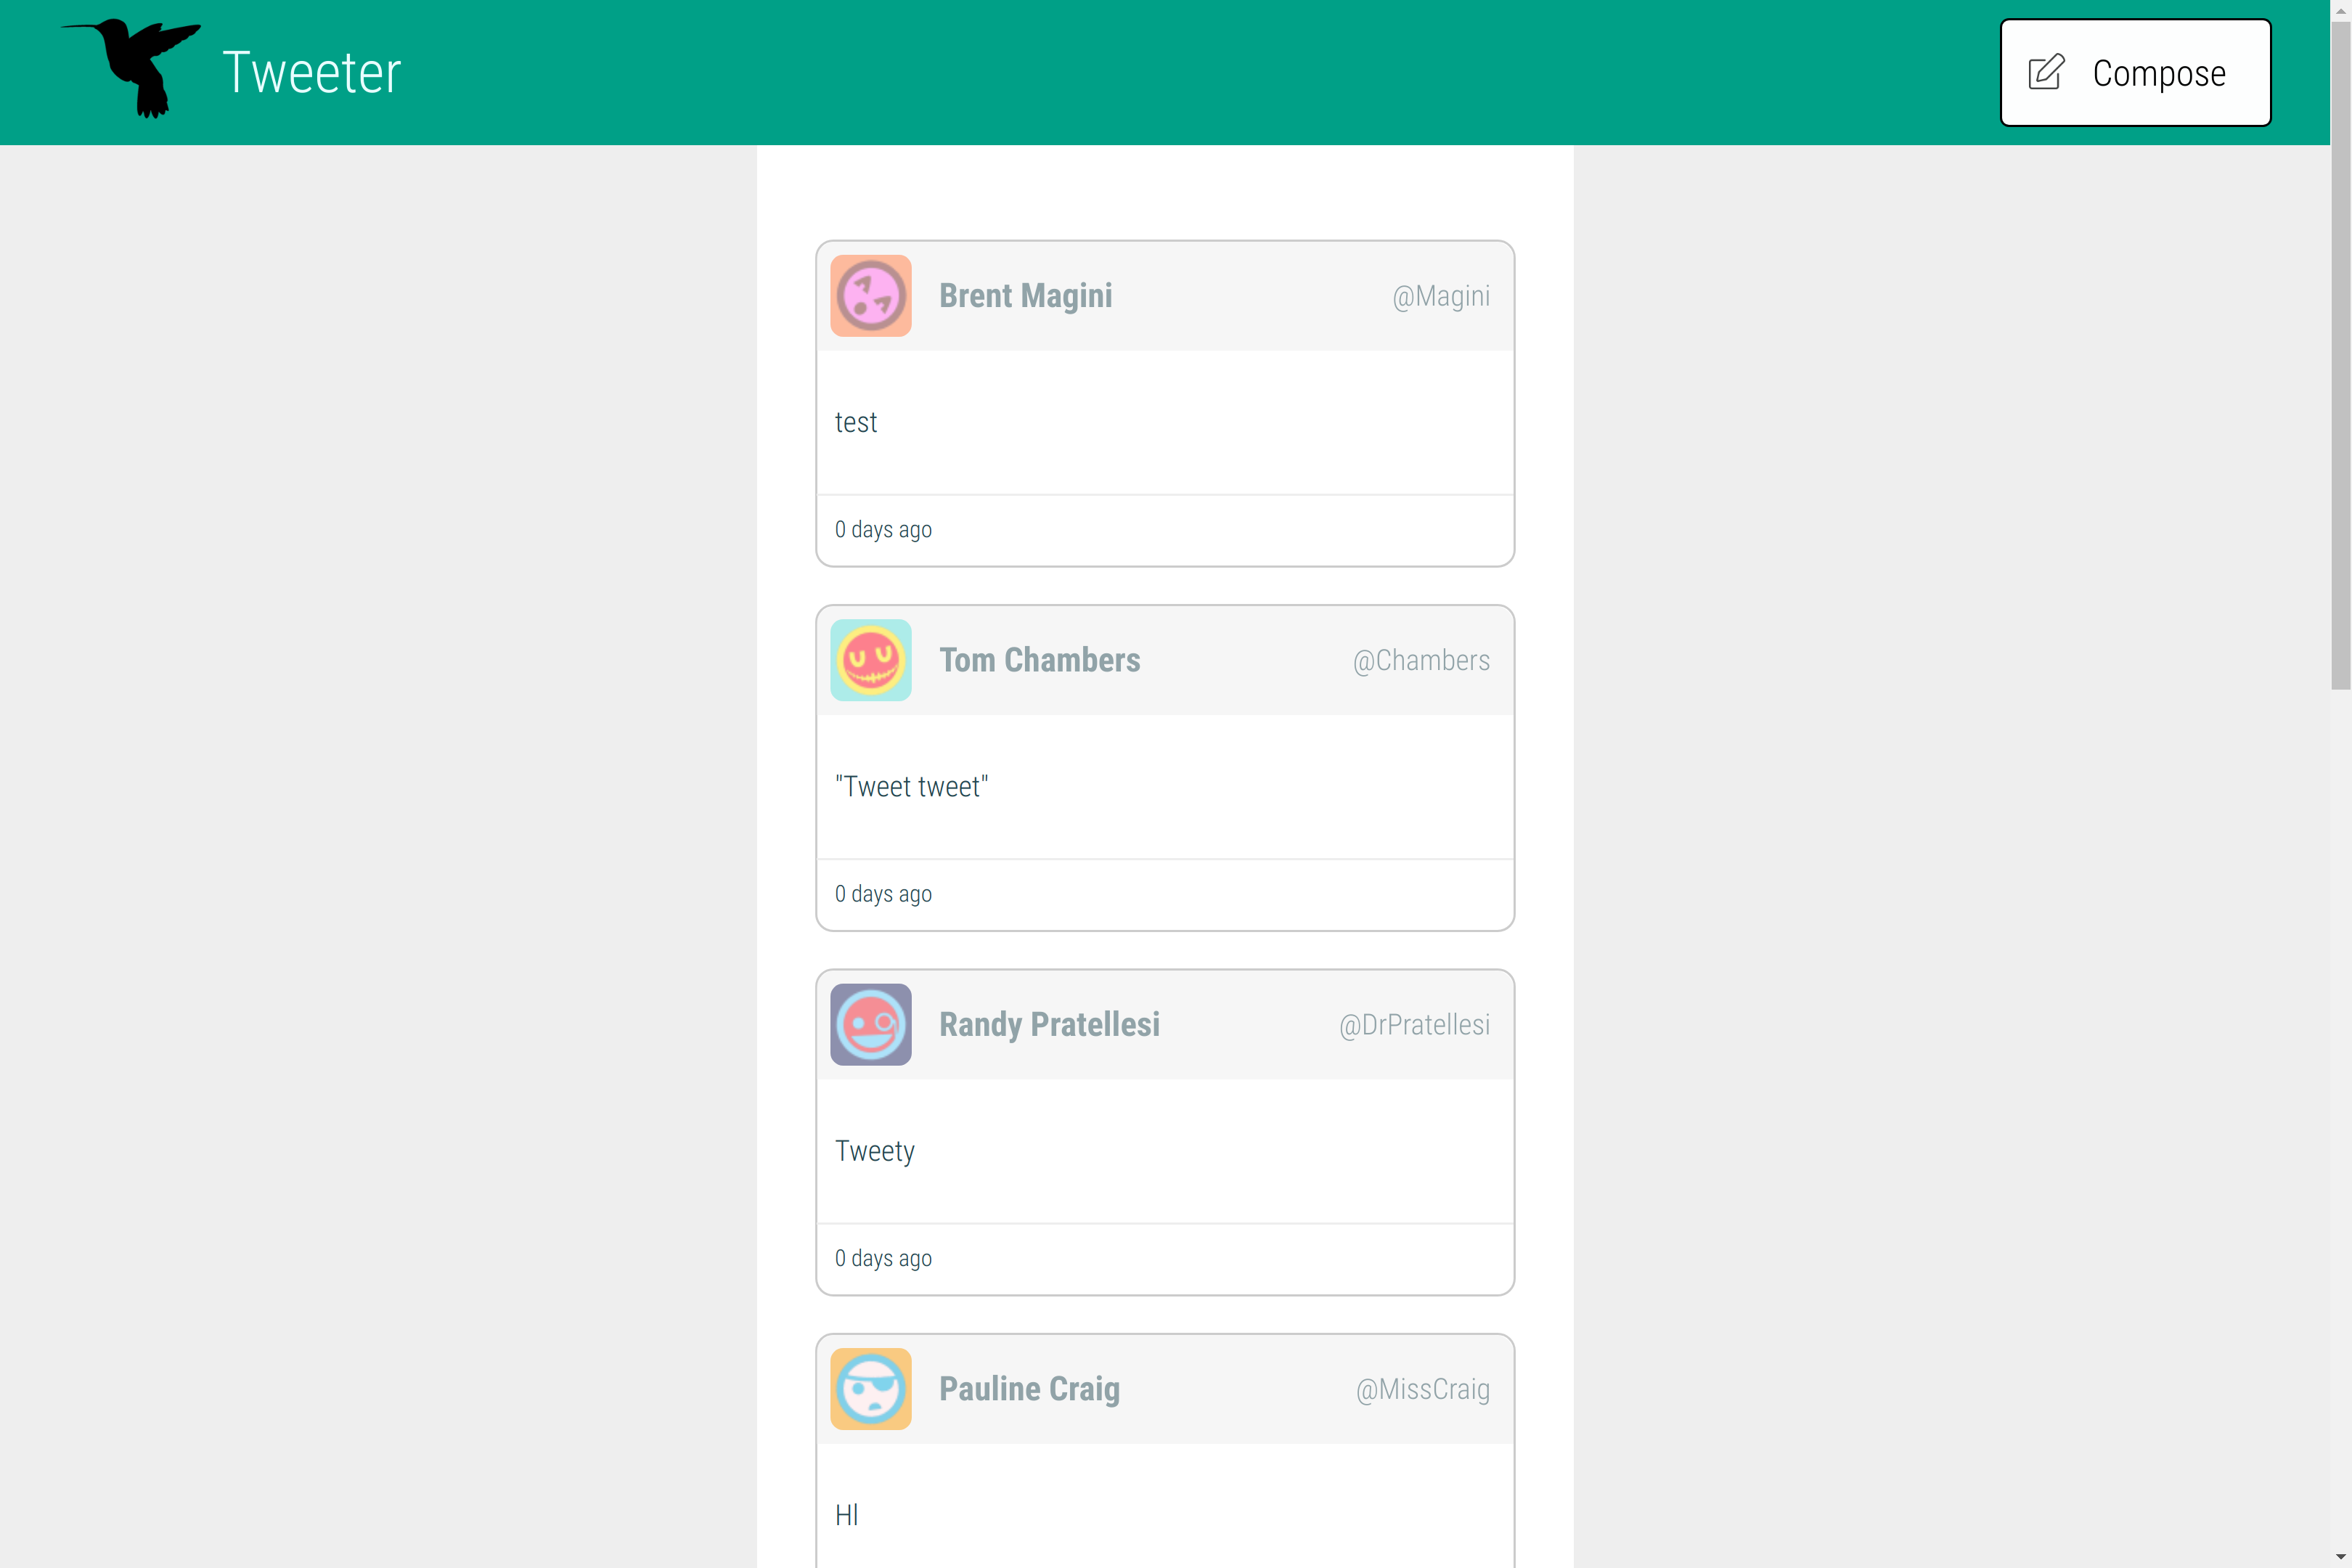 Tweeter
Compose
Brent Magini
@Magini
test
0 days ago
Tom Chambers
@Chambers
"Tweet tweet"
0 days ago
Randy Pratellesi
@DrPratellesi
Tweety
0 days ago
Pauline Craig
@MissCraig
Hl